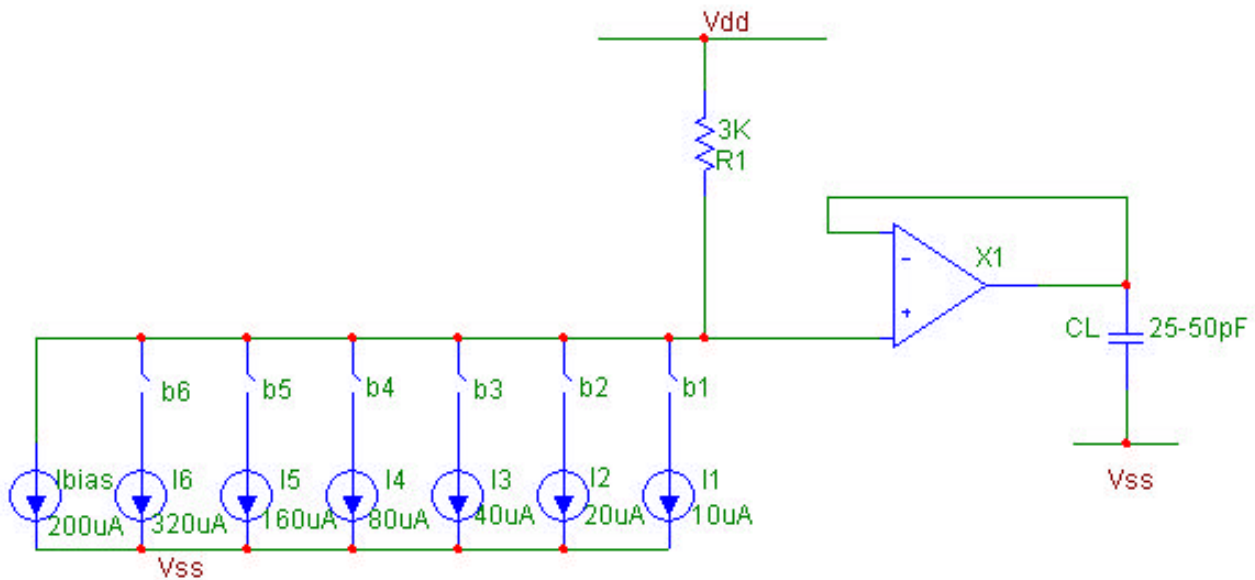 Vdd
3K
R1
-
X1
+
CL 25-50pF
b6 b5 b4 b3 b2 b1
Ibias I6 I5 I4 I3 I2 I1
200uA 320uA 160uA 80uA 40uA 20uA 10uA
Vss
Vss